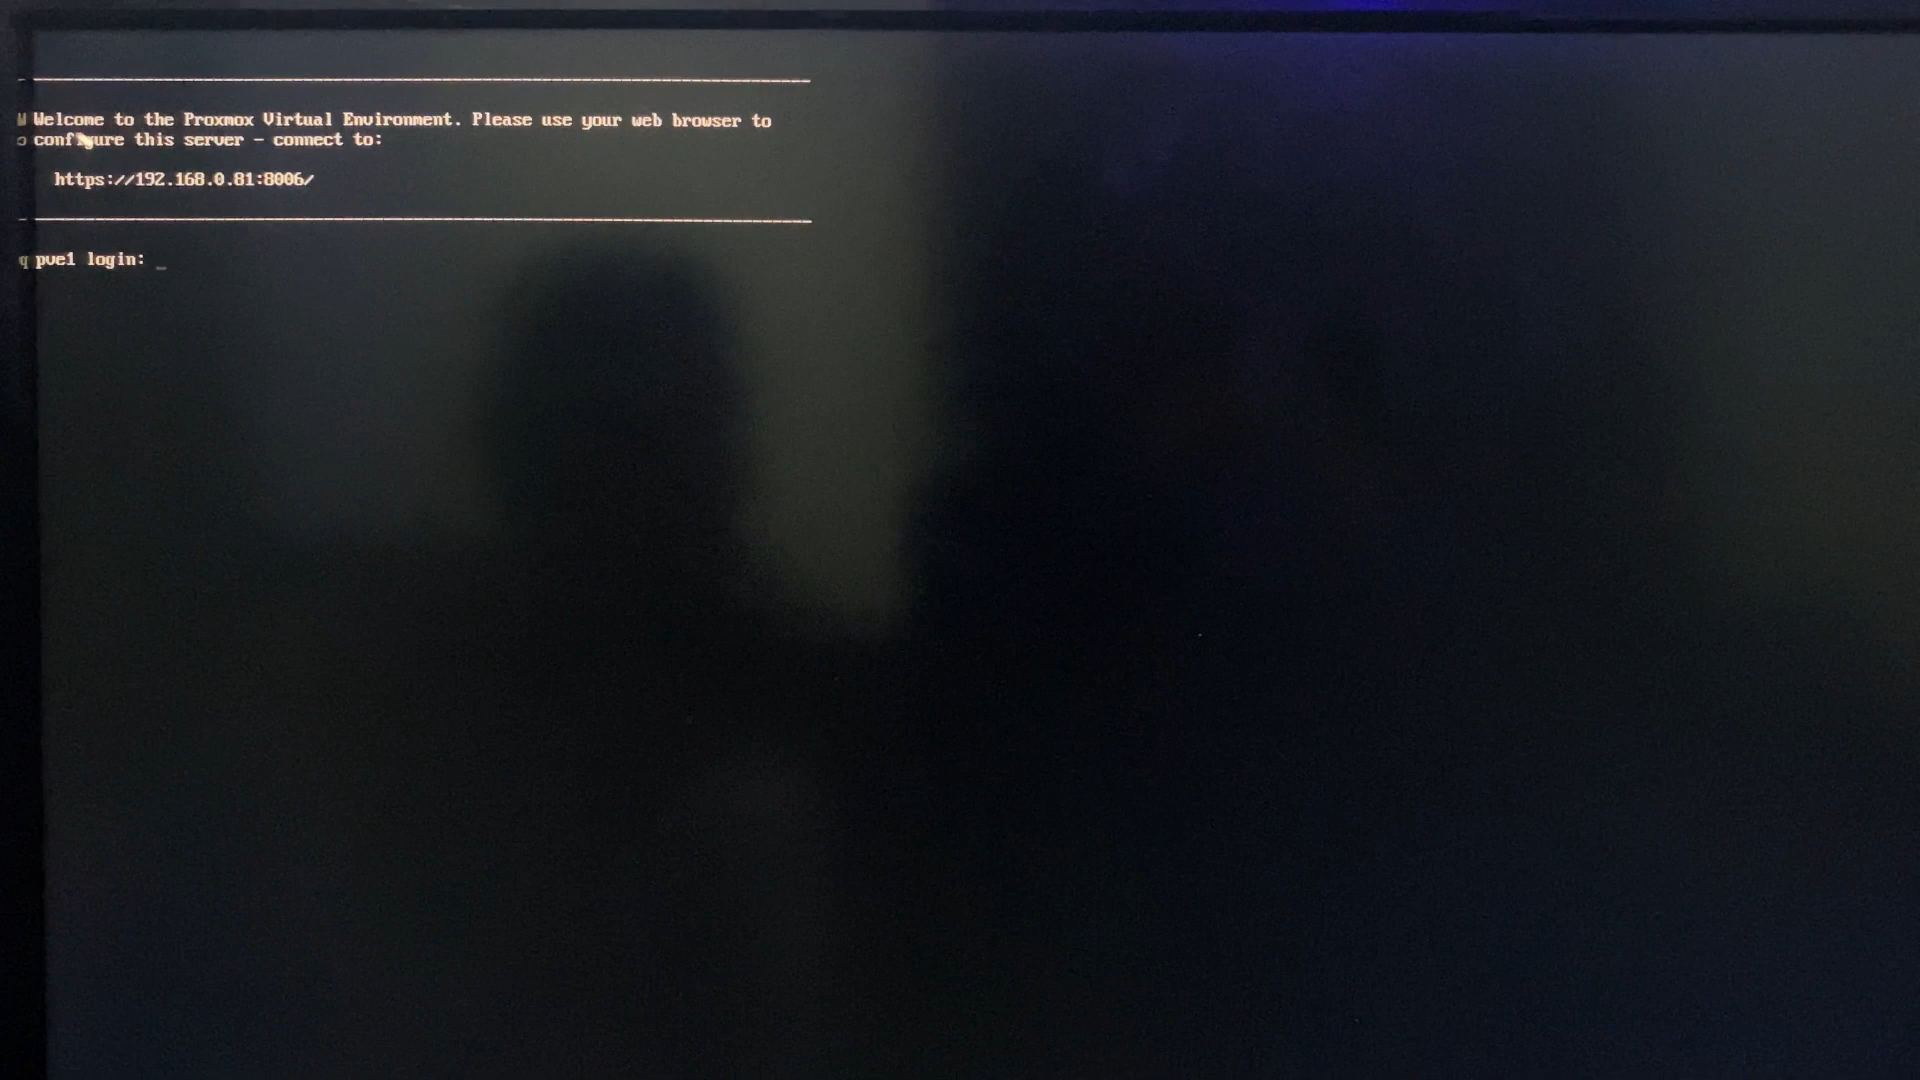 Welcome to the Proxmox Virtual Environment. Please use your web browser to
configure this server - connect to:
https://192.168.0.81:8006/
pve1 login: _